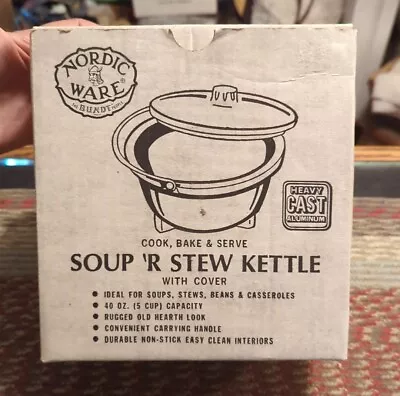 NORDIC
WARE®
THE BUNDT PEOPLE
HEAVY
CAST
ALUMINUM
COOK, BAKE & SERVE
SOUP 'R STEW KETTLE
WITH COVER
• IDEAL FOR SOUPS, STEWS, BEANS & CASSEROLES
• 40 OZ. (5 CUP) CAPACITY
• RUGGED OLD HEARTH LOOK
• CONVENIENT CARRYING HANDLE
• DURABLE NON-STICK EASY CLEAN INTERIORS